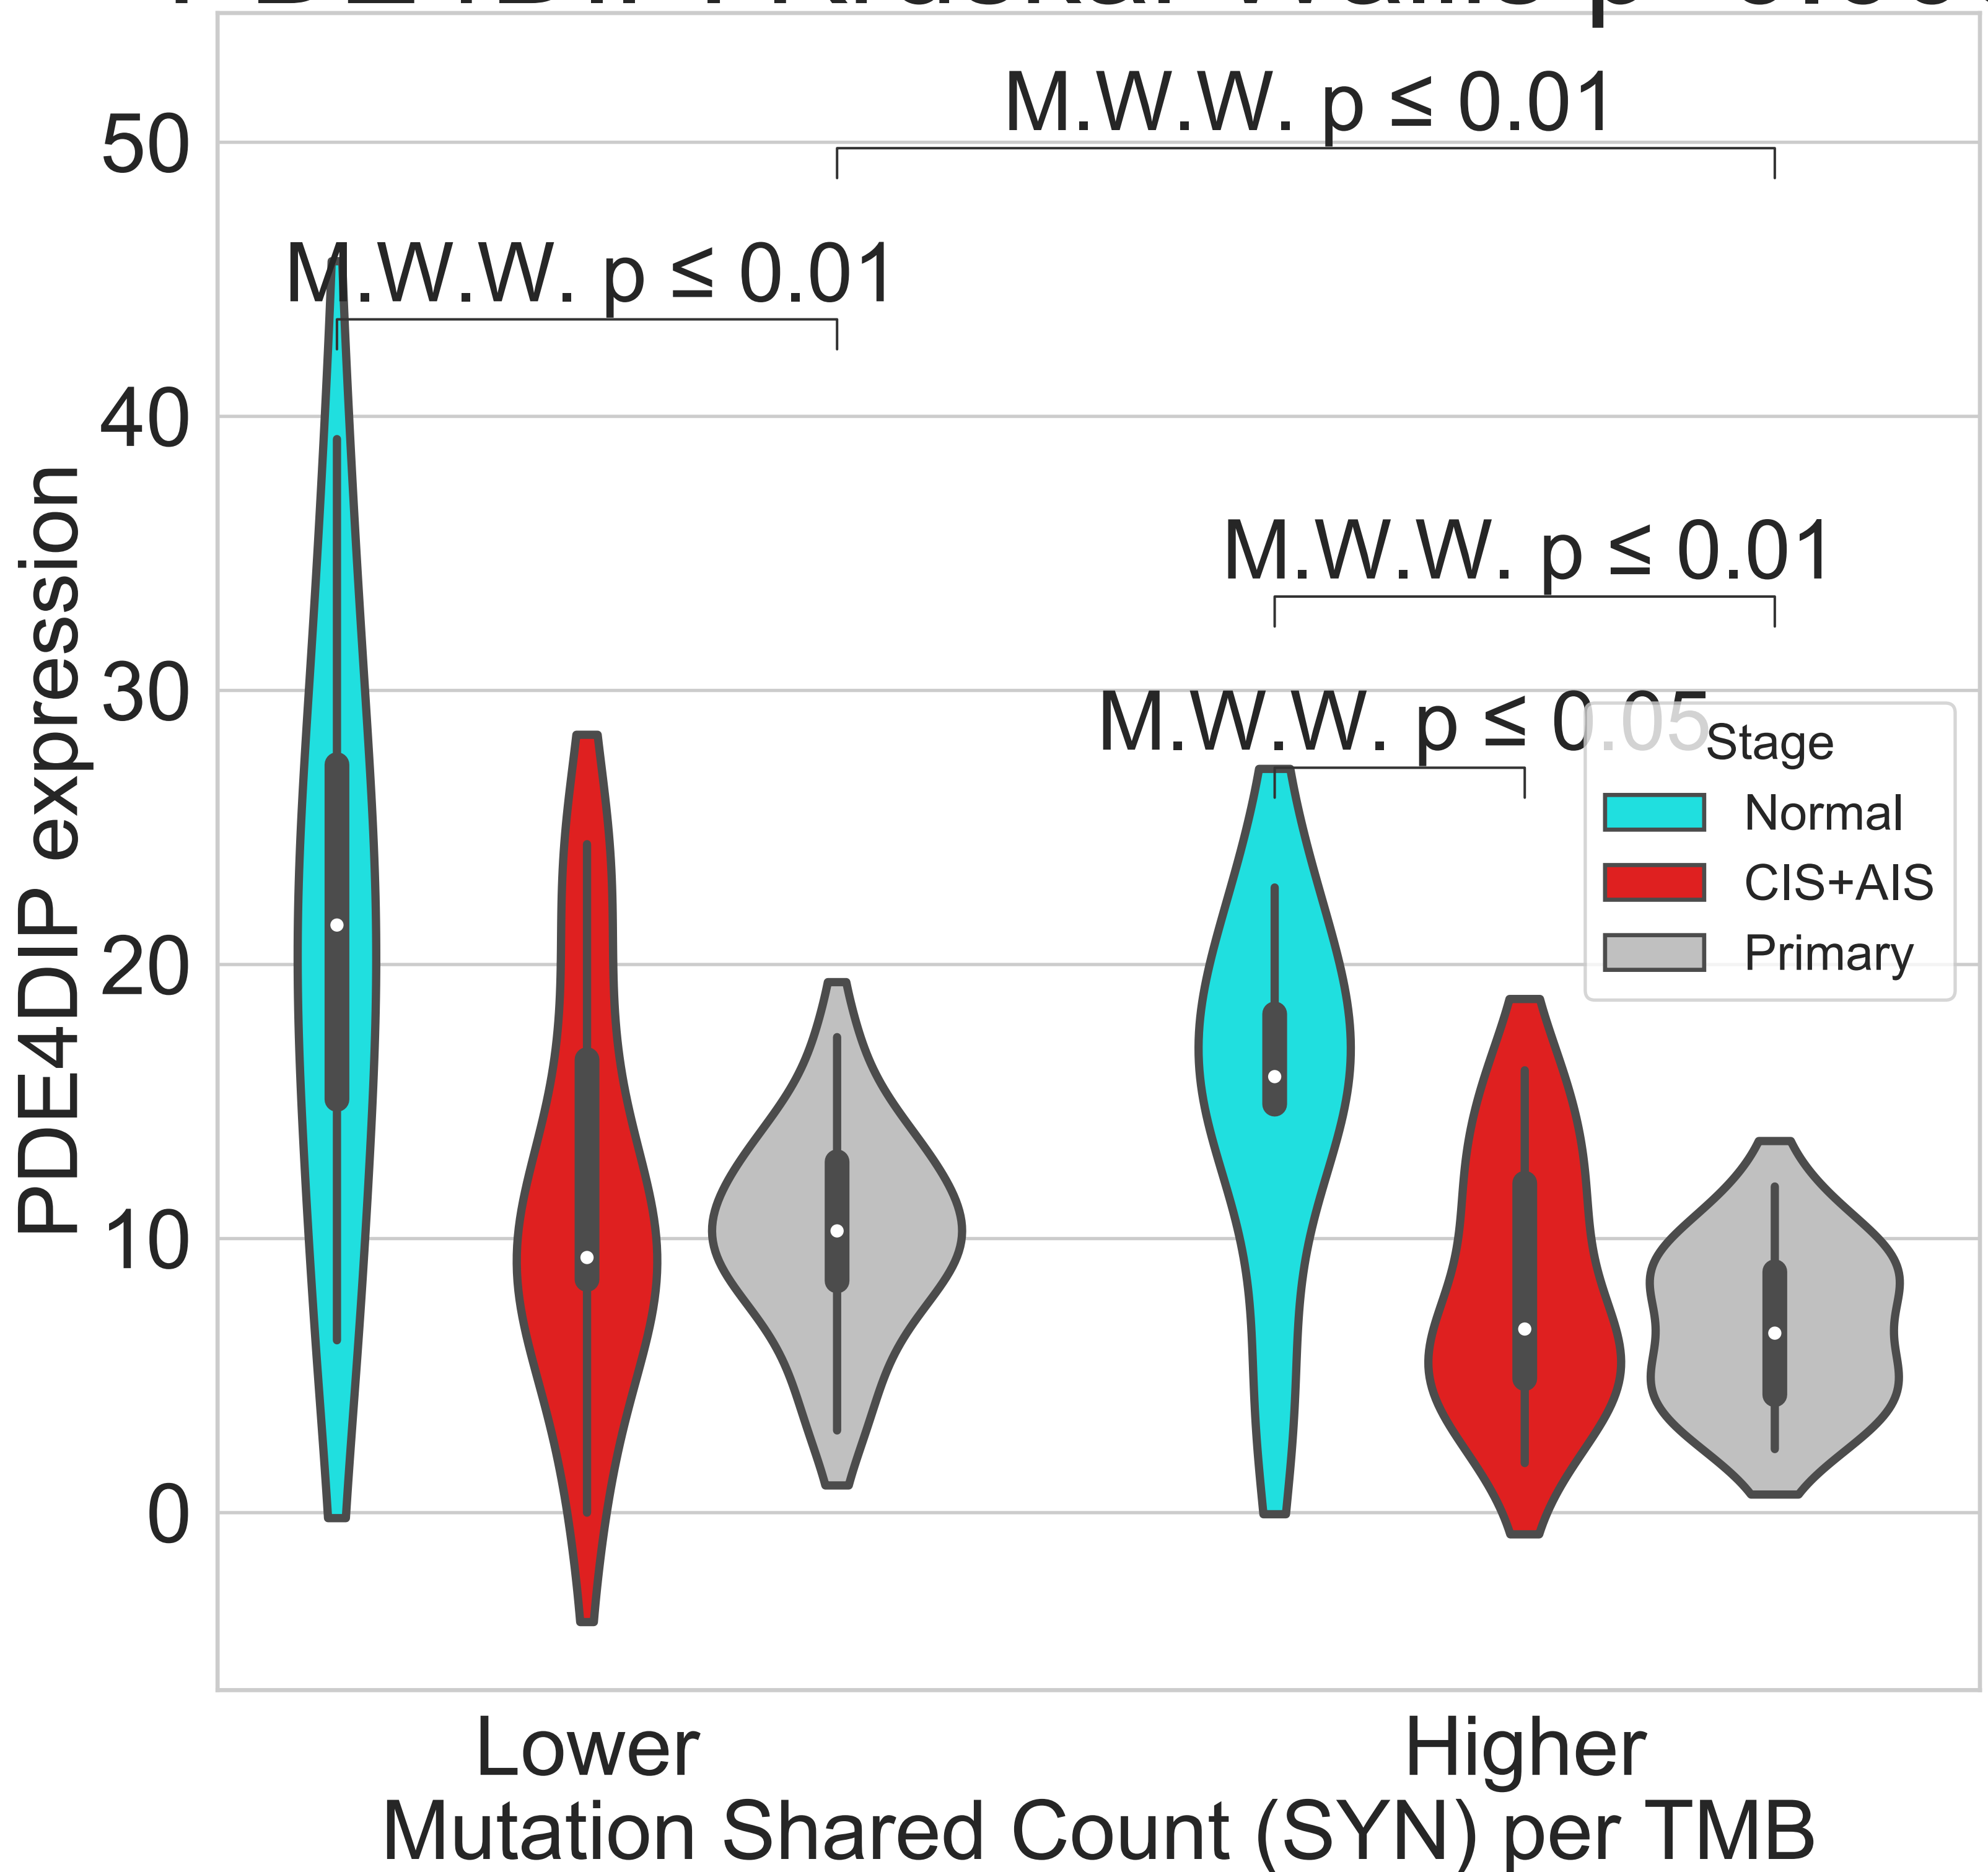 M.W.W. p ≤ 0.01
50
M.W.W. p ≤ 0.01
40
M.W.W. p ≤ 0.01
30
M.W.W. p ≤ 0.05
Stage
Normal
CIS+AIS
Primary
20
10
0
PDE4DIP expression
Lower
Higher
Mutation Shared Count (SYN) per TMB